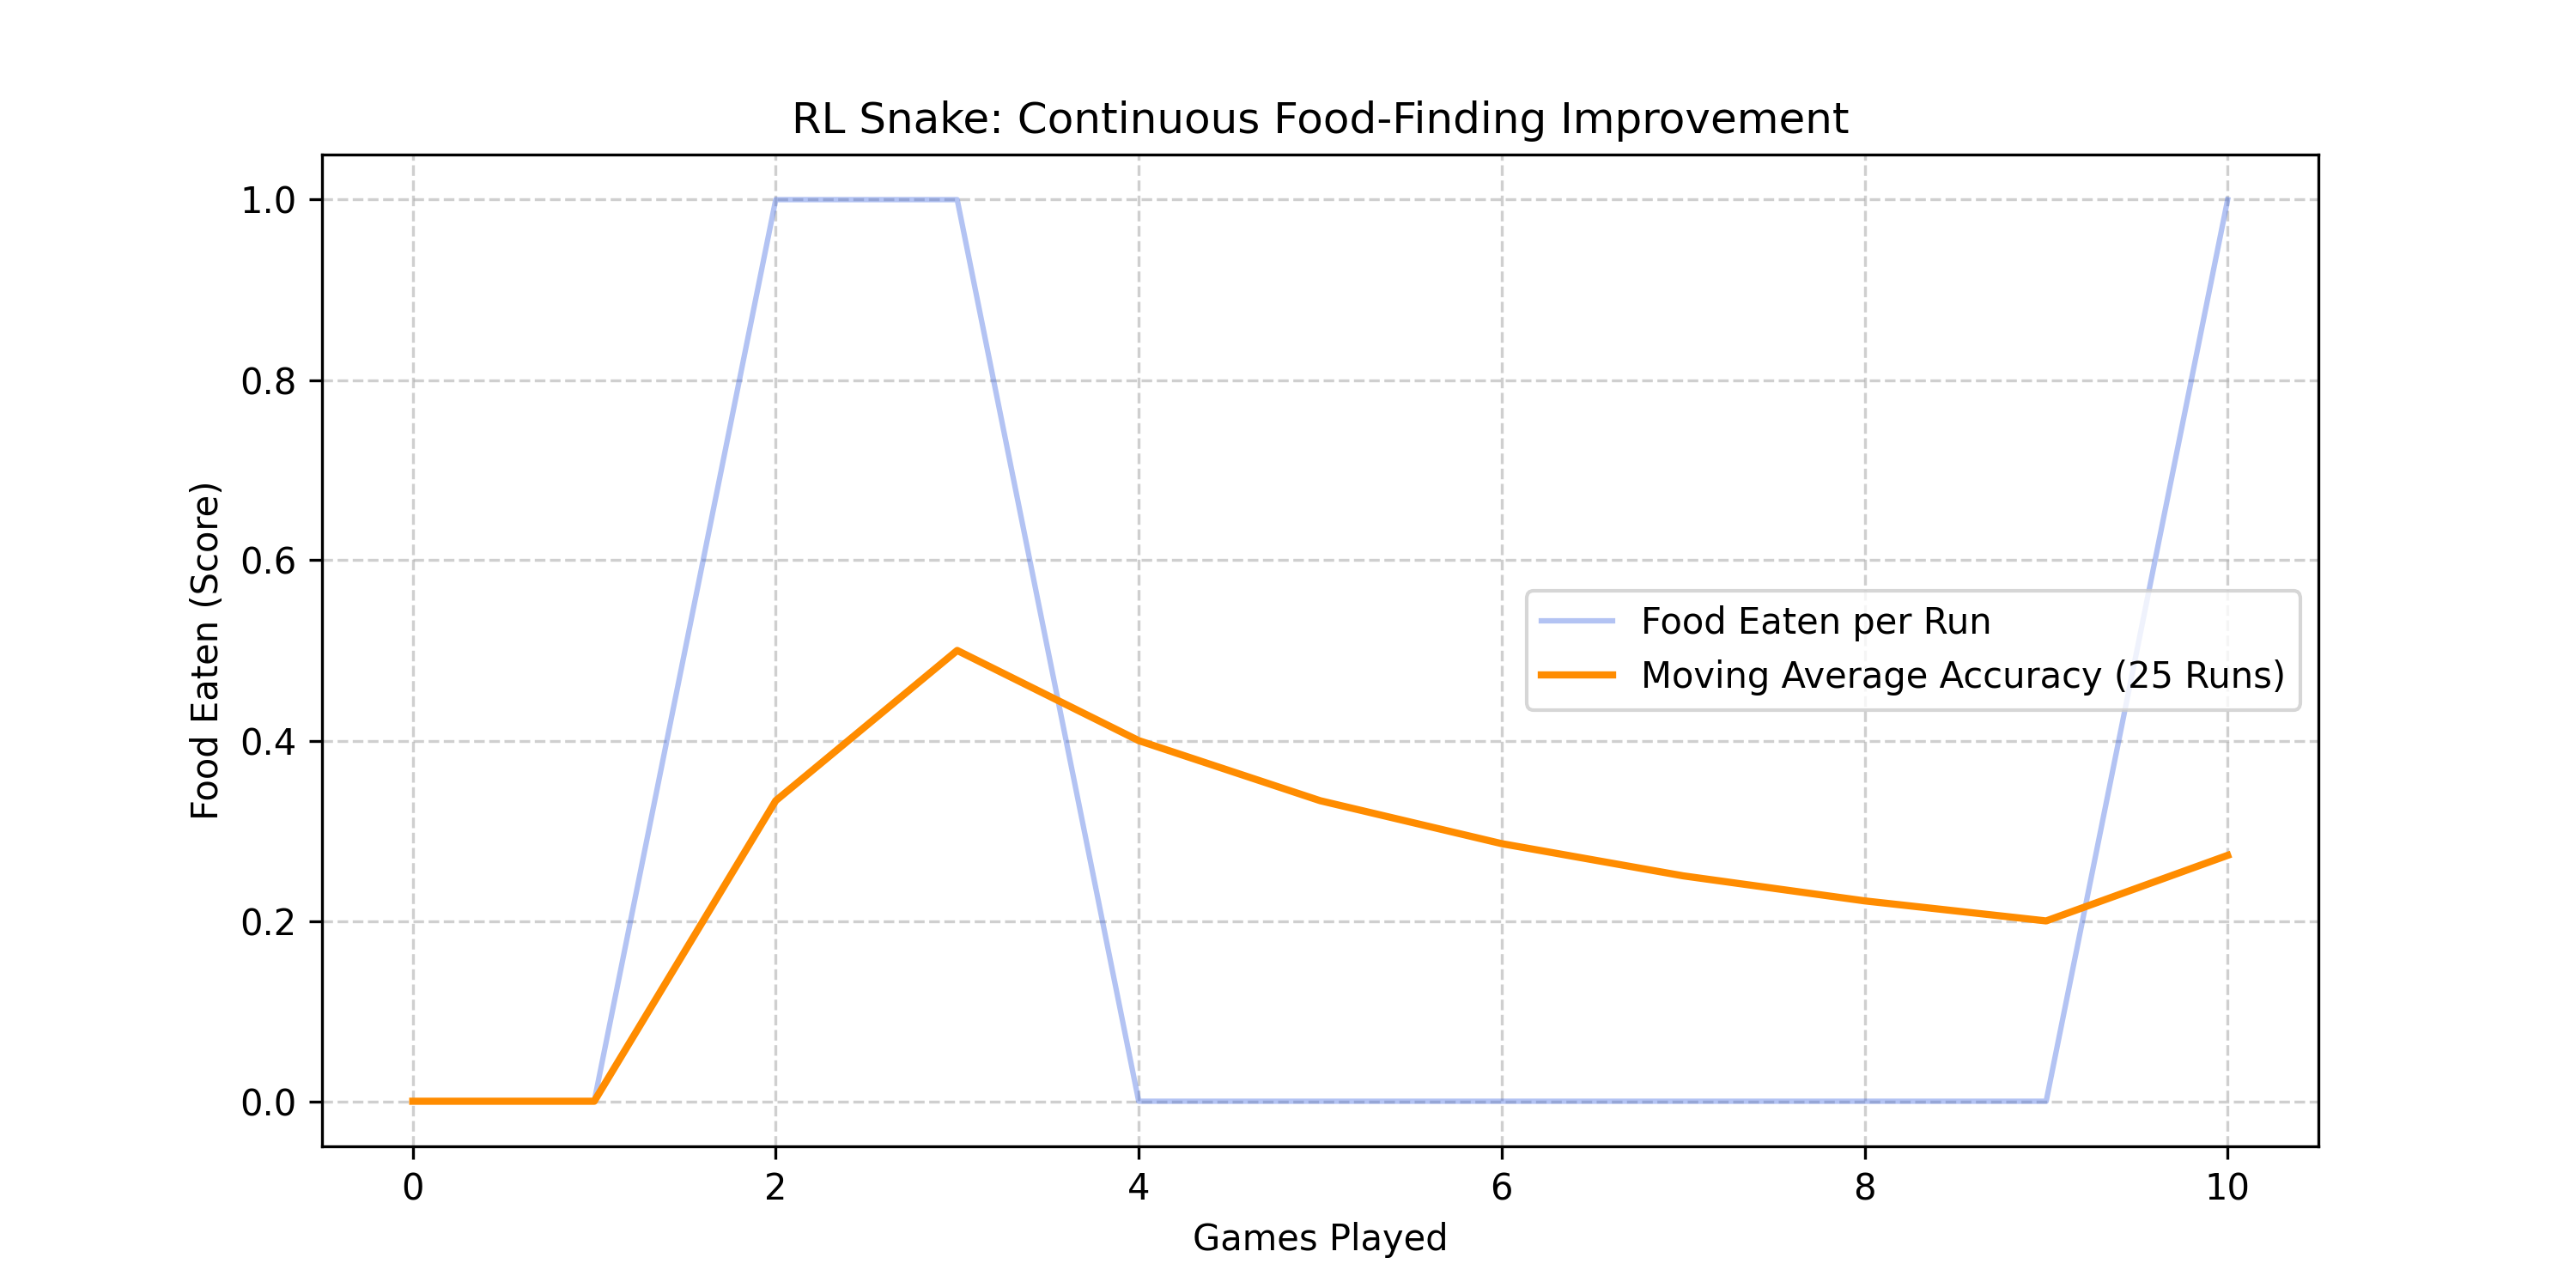 RL Snake: Continuous Food-Finding Improvement
1.0
0.8
0.6
0.4
0.2
0.0
Food Eaten (Score)
Food Eaten per Run
Moving Average Accuracy (25 Runs)
0 2 4 6 8 10
Games Played